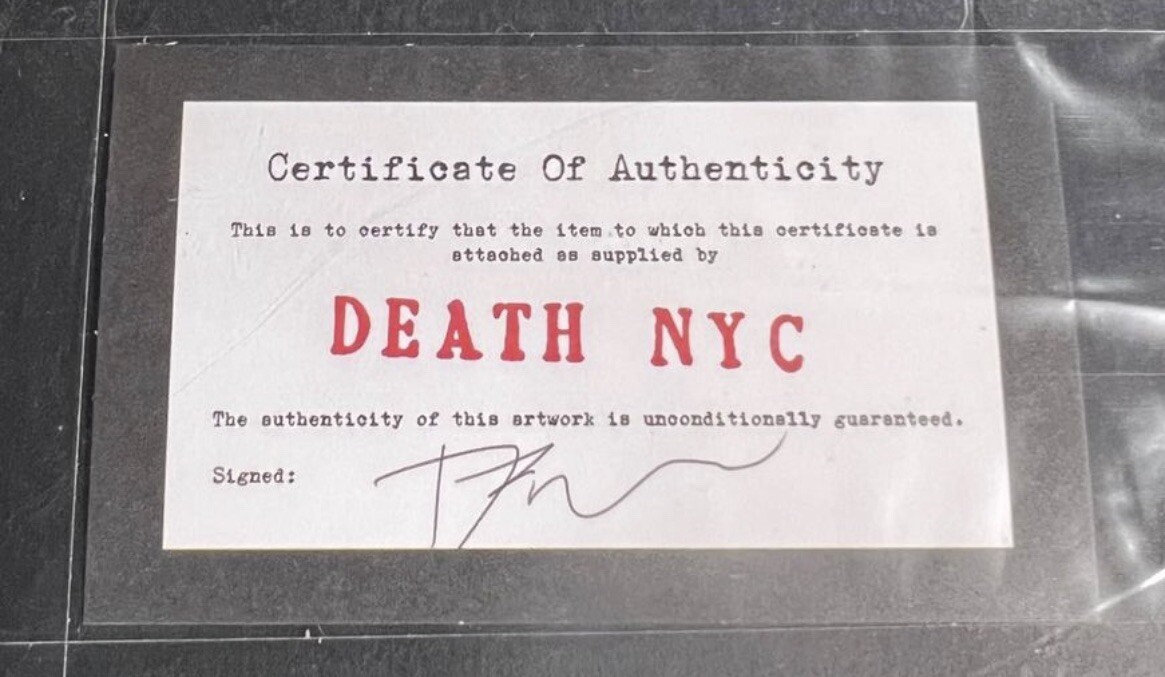 Certificate Of Authenticity
This is to certify that the item to which this certificate is
attached as supplied by
DEATH NYC
The authenticity of this artwork is unconditionally guaranteed.
Signed: